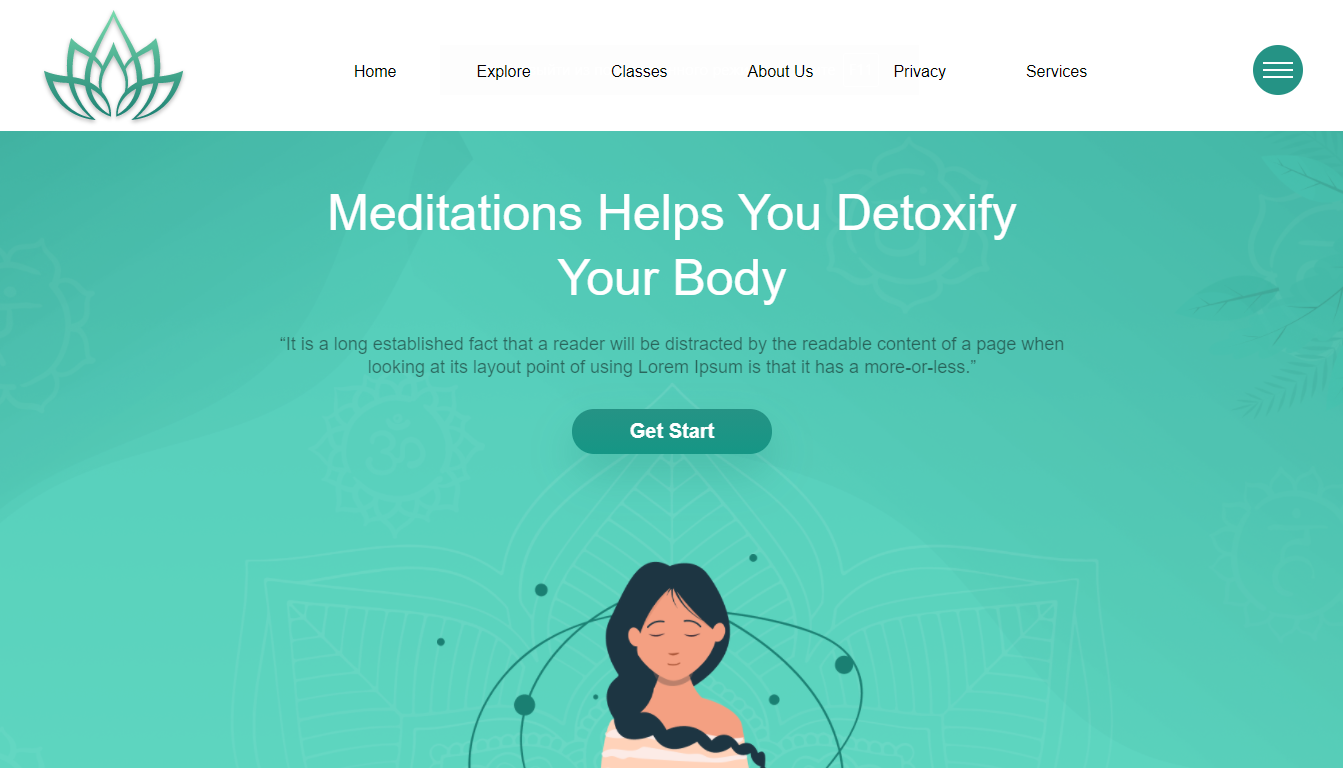 Home Explore Classes About Us Privacy Services
Meditations Helps You Detoxify
Your Body
“It is a long established fact that a reader will be distracted by the readable content of a page when
looking at its layout point of using Lorem Ipsum is that it has a more-or-less.”
Get Start
ॐ